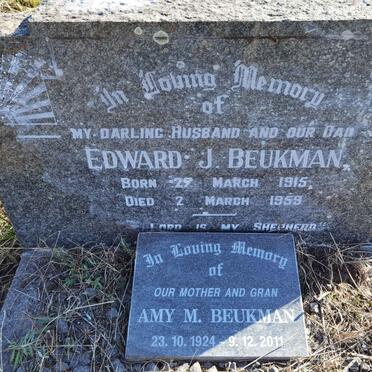 In Loving Memory
of
MY DARLING HUSBAND AND OUR DAD
EDWARD J. BEUKMAN.
BORN 29 MARCH 1915.
DIED 2 MARCH 1959
LORD IS MY SHEPHERD"
In Loving Memory
of
OUR MOTHER AND GRAN
AMY M. BEUKMAN
23. 10. 1924 - 9. 12. 2011